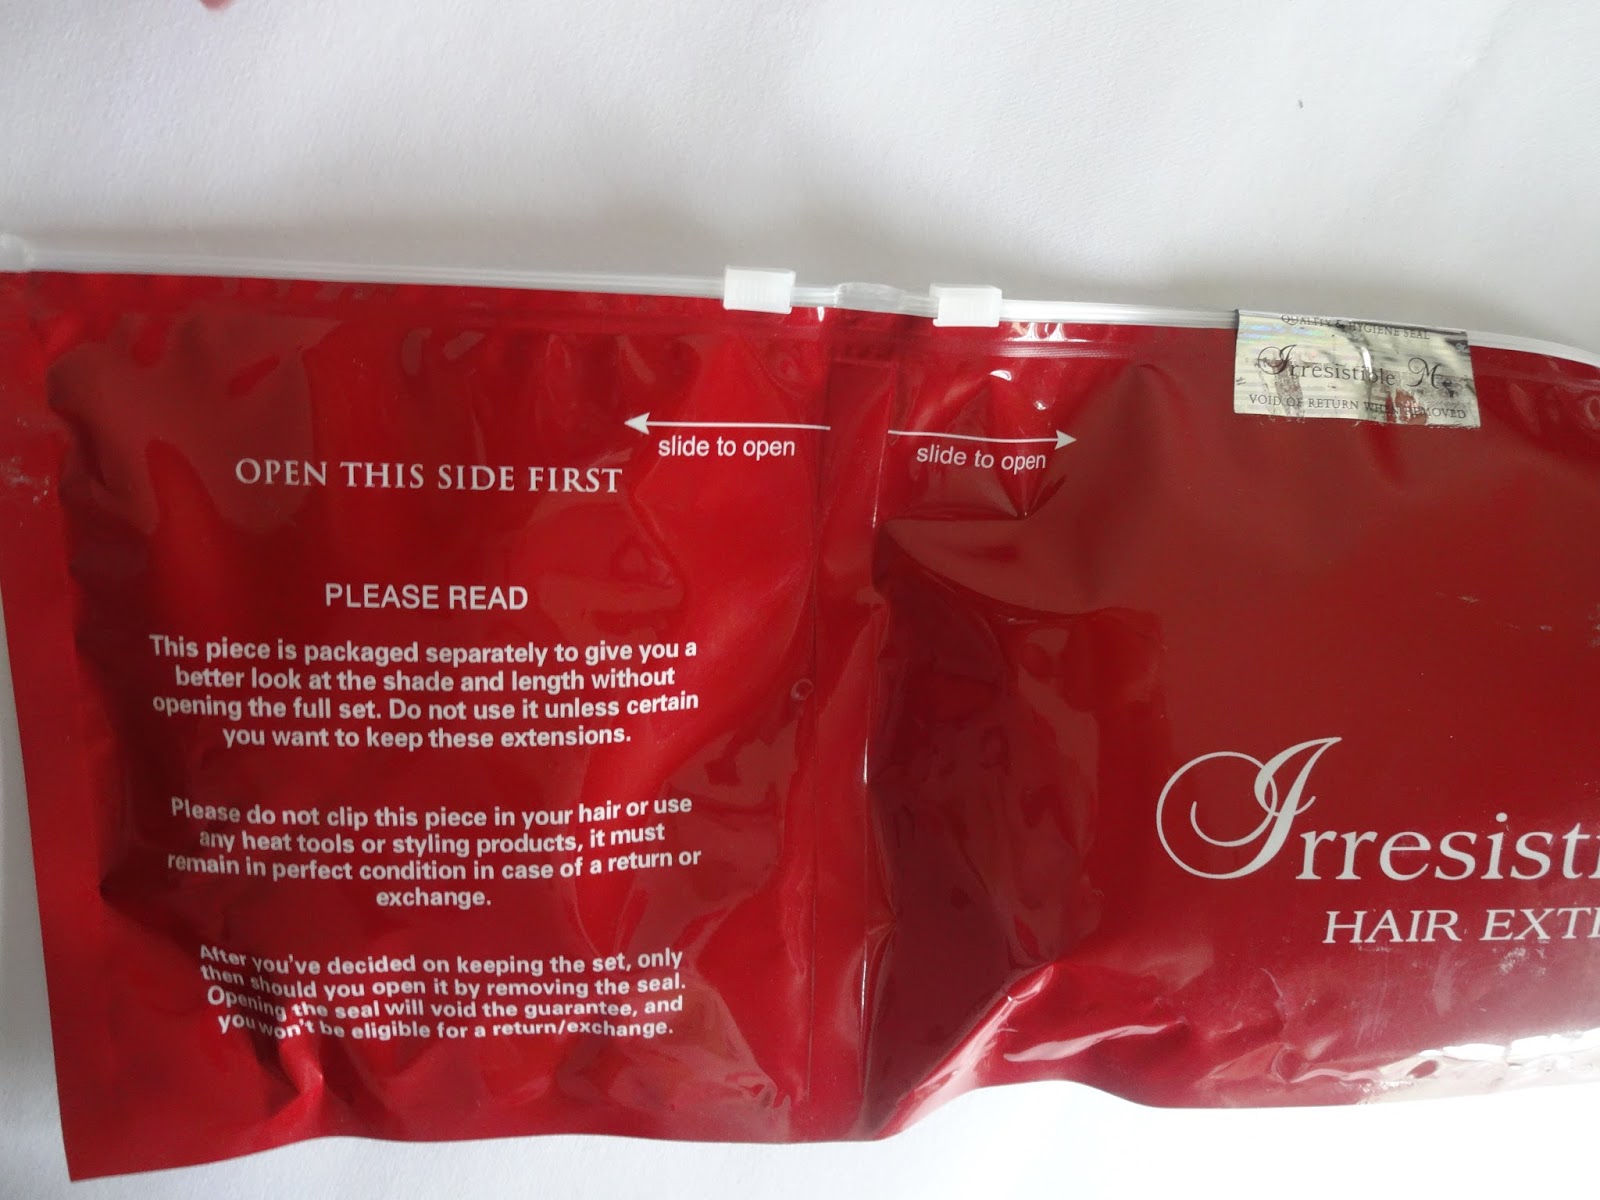 QUALITY & HYGIENE SEAL
Irresistible Me
VOID OF RETURN WHEN REMOVED
slide to open
slide to open
OPEN THIS SIDE FIRST
PLEASE READ
This piece is packaged separately to give you a
better look at the shade and length without
opening the full set. Do not use it unless certain
you want to keep these extensions.
Please do not clip this piece in your hair or use
any heat tools or styling products, it must
remain in perfect condition in case of a return or
exchange.
After you've decided on keeping the set, only
then should you open it by removing the seal.
Opening the seal will void the guarantee, and
you won't be eligible for a return/exchange.
Irresisti
HAIR EXTE